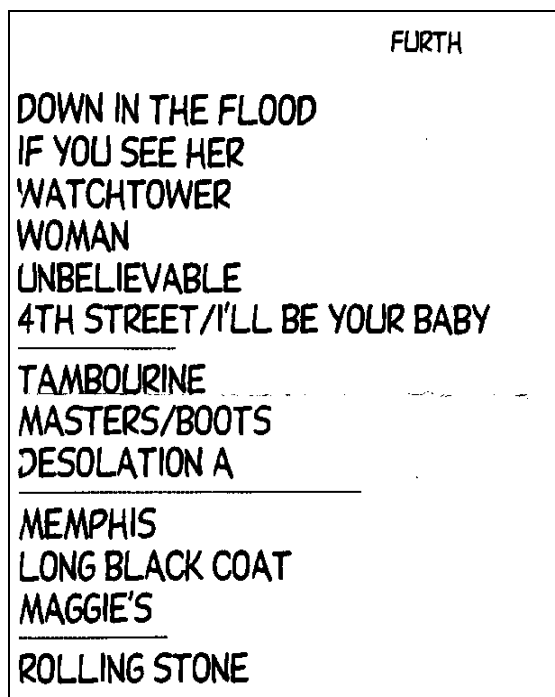 FURTH
DOWN IN THE FLOOD
IF YOU SEE HER
WATCHTOWER
WOMAN
UNBELIEVABLE
4TH STREET/I'LL BE YOUR BABY
TAMBOURINE
MASTERS/BOOTS
DESOLATION A
MEMPHIS
LONG BLACK COAT
MAGGIE'S
ROLLING STONE